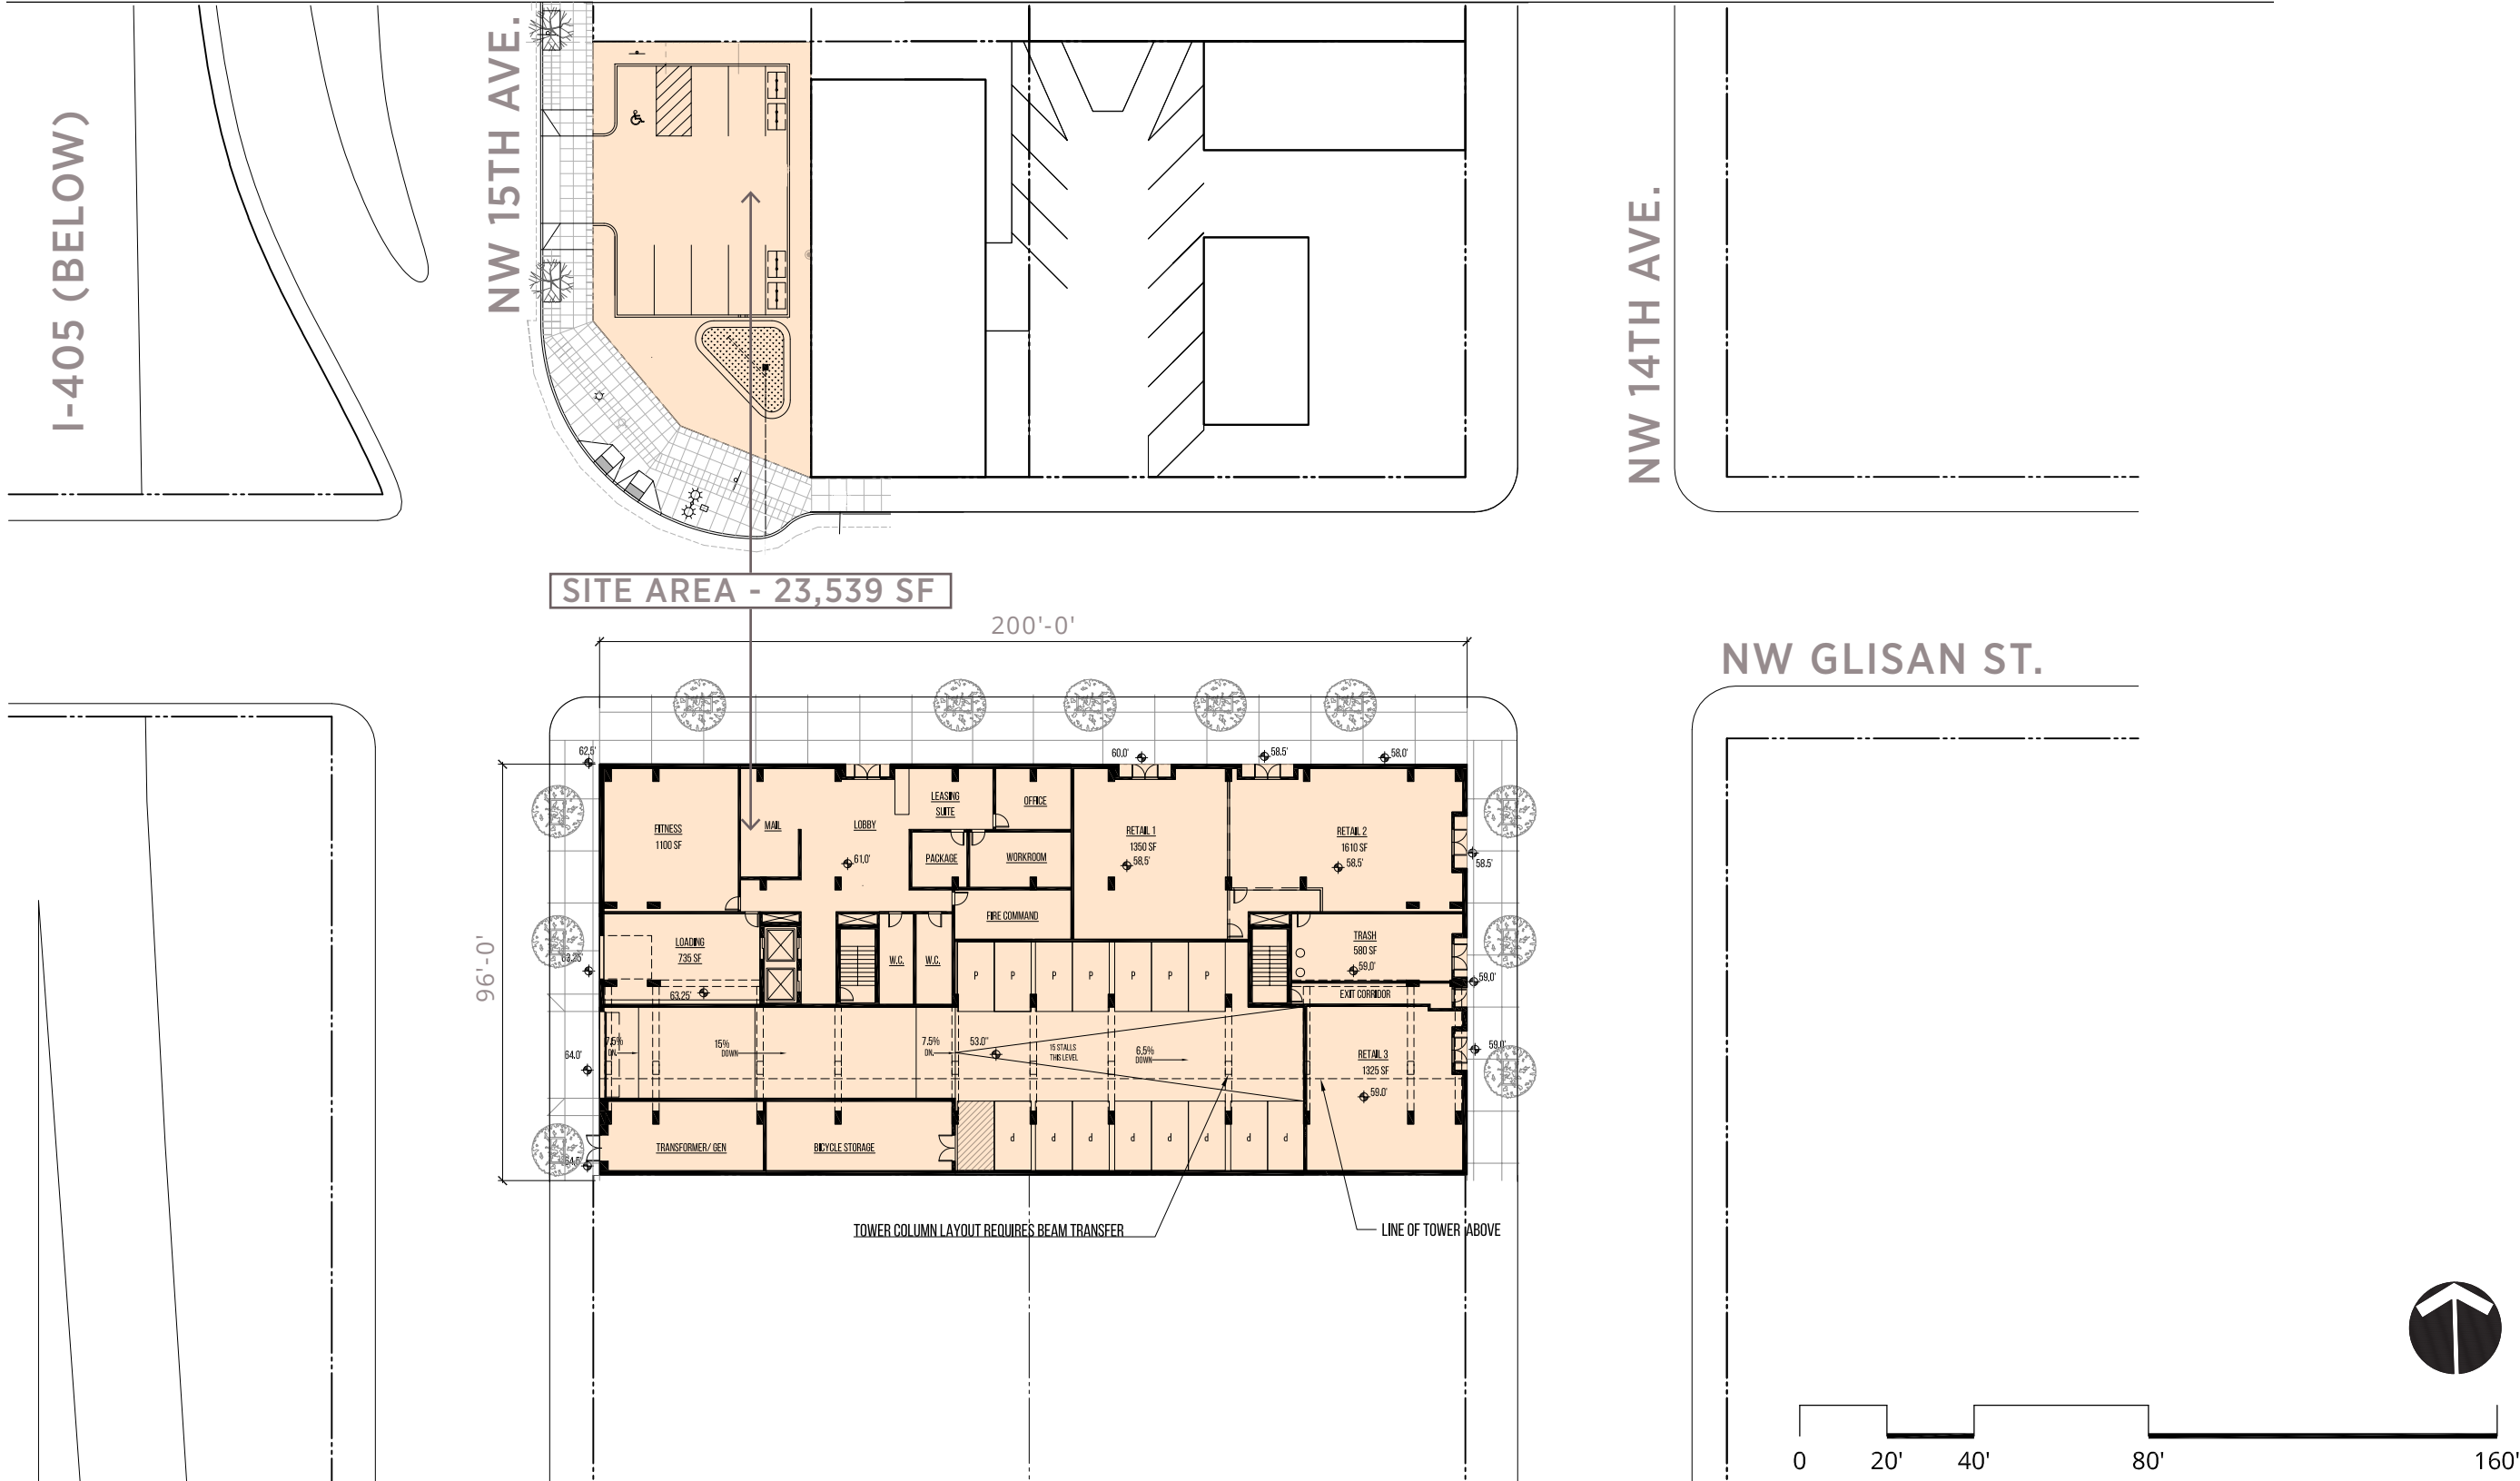 I-405 (BELOW)
NW 15TH AVE.
NW 14TH AVE.
SITE AREA - 23,539 SF
200'-0"
NW GLISAN ST.
96'-0"
62.5'
60.0'
58.5'
58.0'
FITNESS
1100 SF
MAIL
LOBBY
61.0'
LEASING
SUITE
OFFICE
PACKAGE
WORKROOM
FIRE COMMAND
RETAIL 1
1350 SF
58.5'
RETAIL 2
1610 SF
58.5'
58.5'
LOADING
735 SF
63.25'
63.25'
W.C.
W.C.
P
P
P
P
P
P
P
TRASH
580 SF
59.0'
59.0'
EXIT CORRIDOR
64.0'
7.5%
DN.
15%
DOWN
7.5%
DN.
53.0"
15 STALLS
THIS LEVEL
6.5%
DOWN
RETAIL 3
1325 SF
59.0'
59.0'
64.5'
TRANSFORMER/ GEN
BICYCLE STORAGE
d
d
d
d
d
d
d
d
TOWER COLUMN LAYOUT REQUIRES BEAM TRANSFER
LINE OF TOWER ABOVE
0
20'
40'
80'
160'